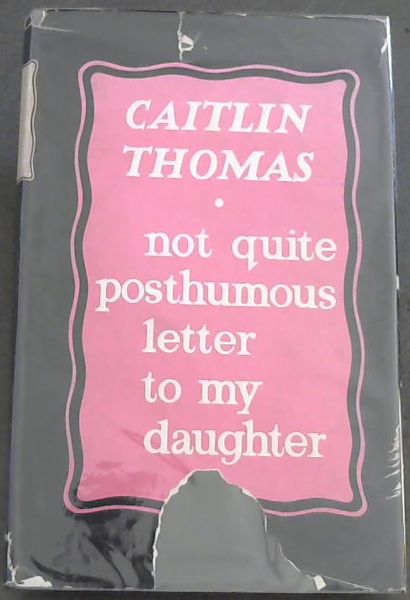 CAITLIN
THOMAS
•
not quite
posthumous
letter
to my
daughter